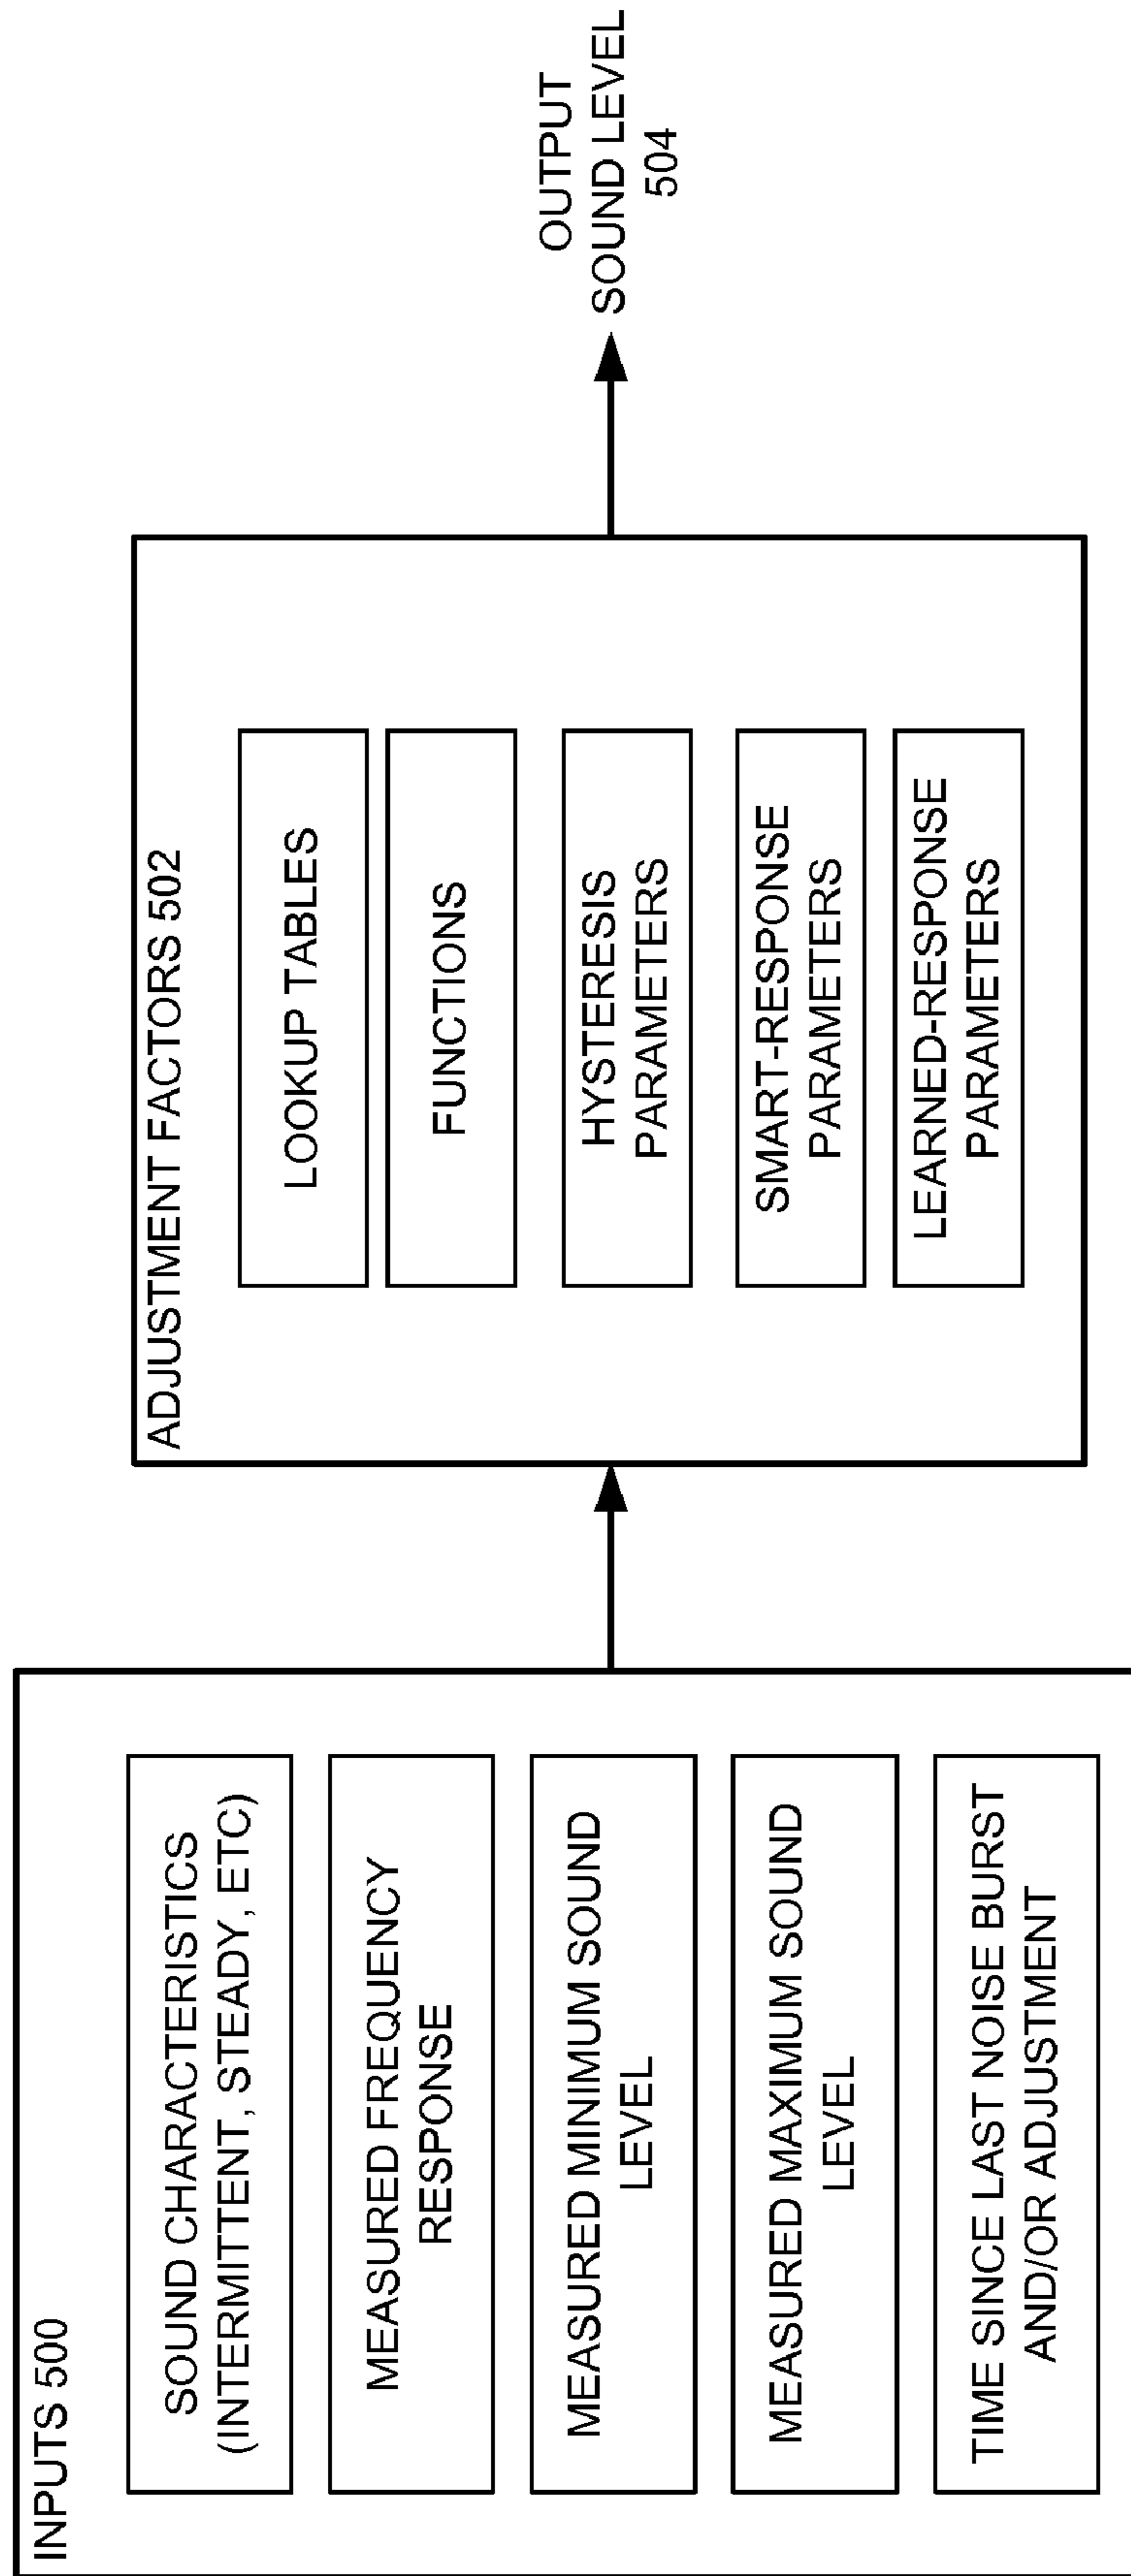 INPUTS 500
SOUND CHARACTERISTICS
(INTERMITTENT, STEADY, ETC)
MEASURED FREQUENCY
RESPONSE
MEASURED MINIMUM SOUND
LEVEL
MEASURED MAXIMUM SOUND
LEVEL
TIME SINCE LAST NOISE BURST
AND/OR ADJUSTMENT
ADJUSTMENT FACTORS 502
LOOKUP TABLES
FUNCTIONS
HYSTERESIS
PARAMETERS
SMART-RESPONSE
PARAMETERS
LEARNED-RESPONSE
PARAMETERS
OUTPUT
SOUND LEVEL
504